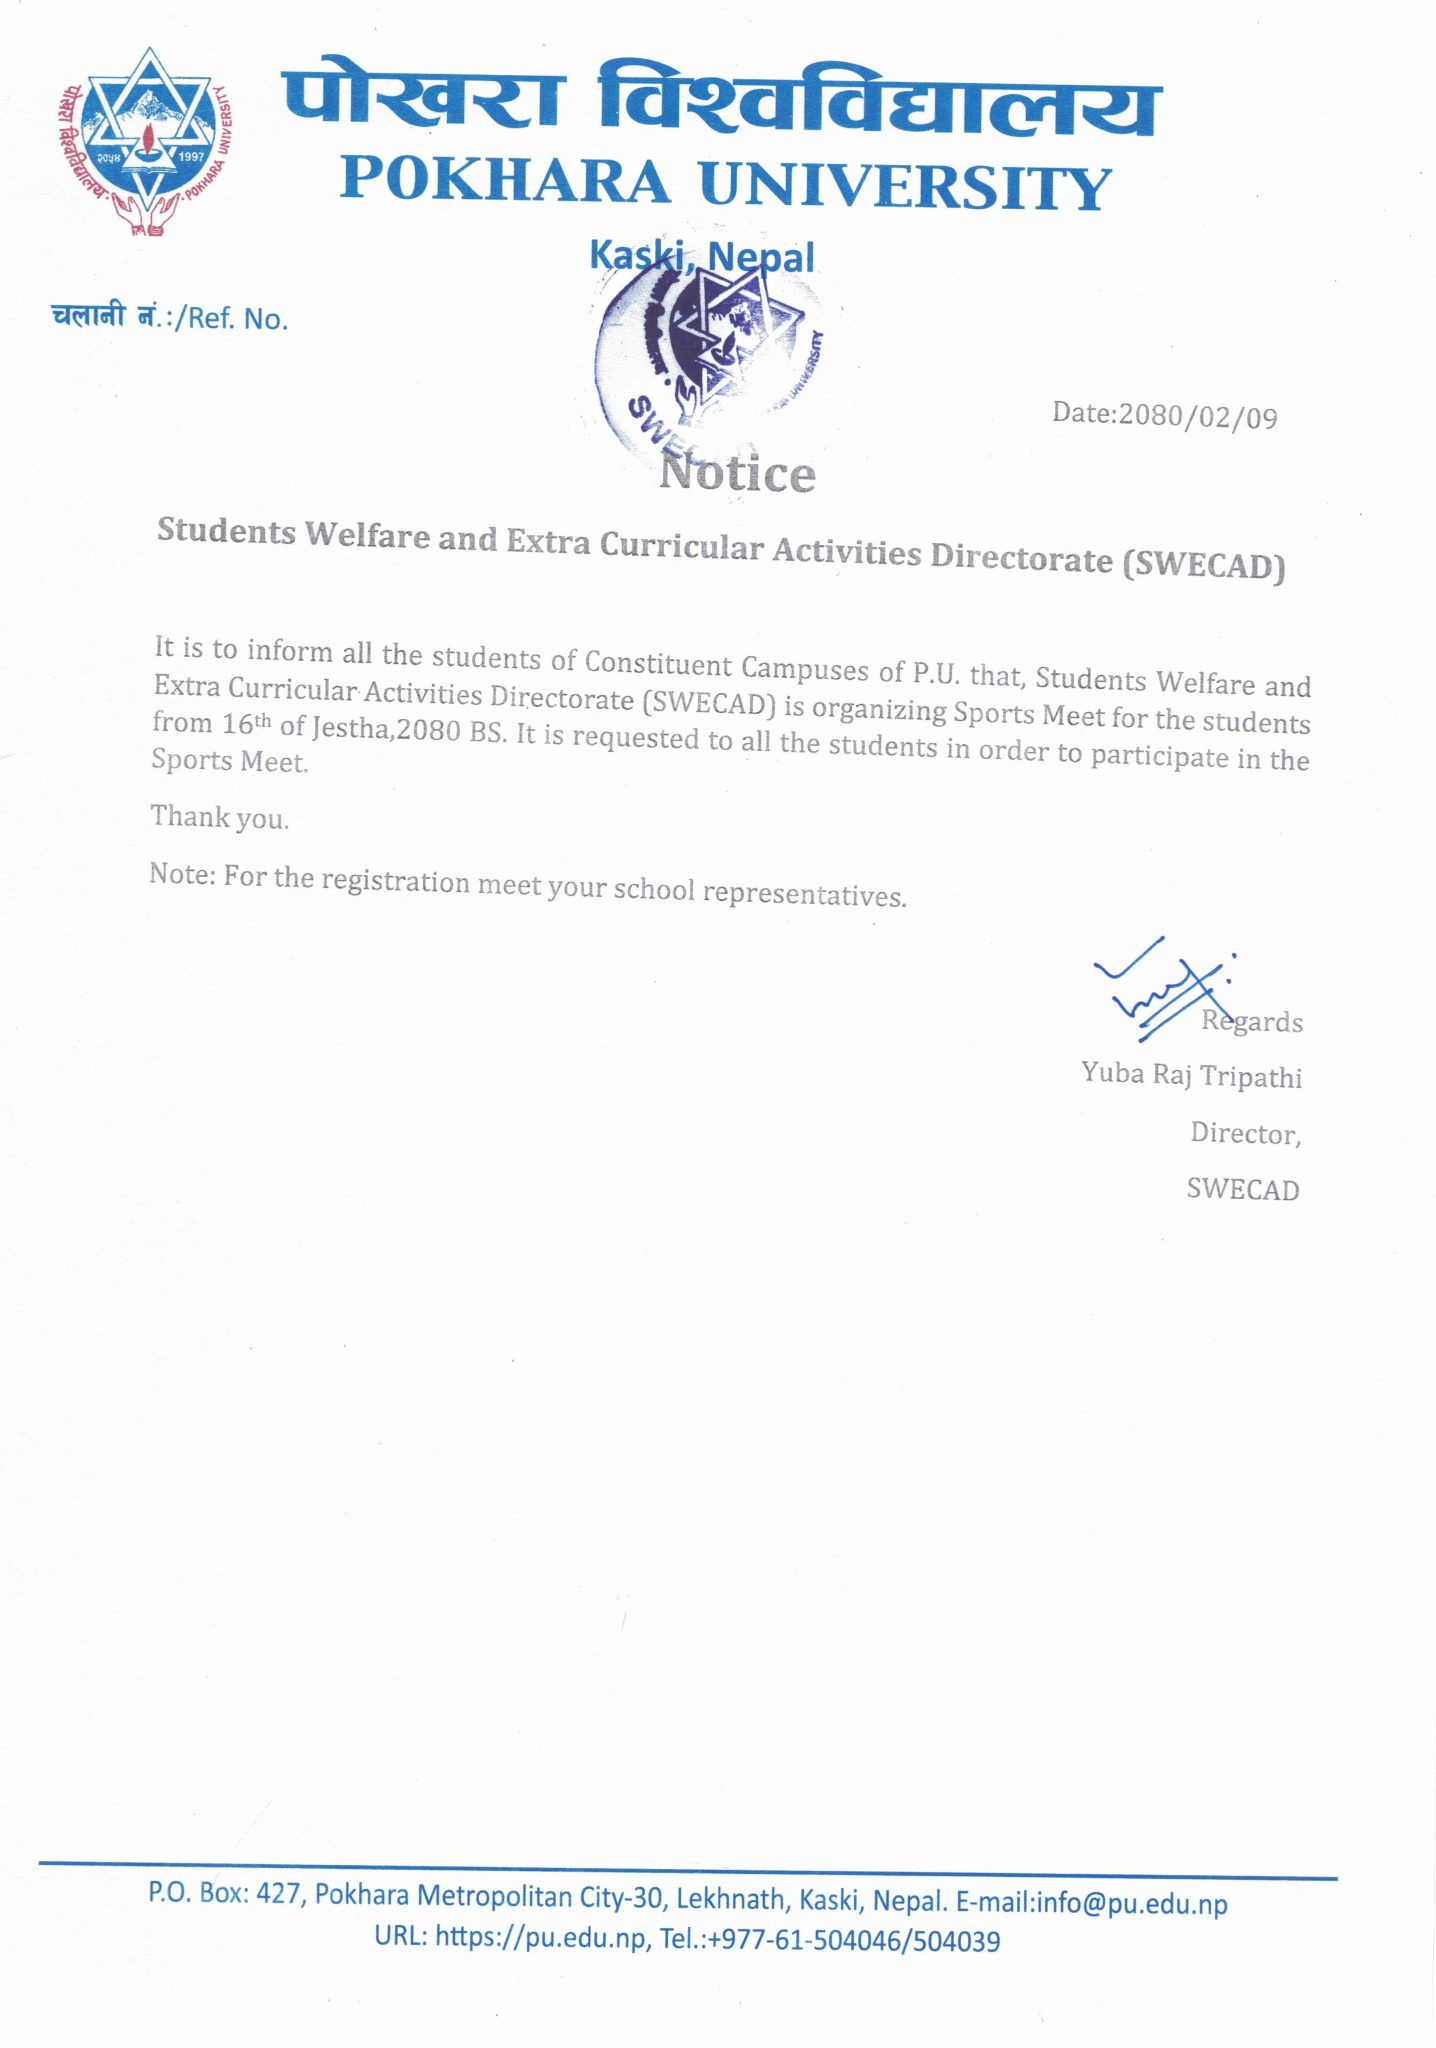 पोखरा विश्वविद्यालय
POKHARA UNIVERSITY
पोखरा विश्वविद्यालय
२०५४ 1997
POKHARA UNIVERSITY
Kaski, Nepal
चलानी नं.:/Ref. No.
UNIVERSITY
SWEC
Date:2080/02/09
Notice
Students Welfare and Extra Curricular Activities Directorate (SWECAD)
It is to inform all the students of Constituent Campuses of P.U. that, Students Welfare and
Extra Curricular Activities Directorate (SWECAD) is organizing Sports Meet for the students
from 16th of Jestha,2080 BS. It is requested to all the students in order to participate in the
Sports Meet.
Thank you.
Note: For the registration meet your school representatives.
Regards
Yuba Raj Tripathi
Director,
SWECAD
P.O. Box: 427, Pokhara Metropolitan City-30, Lekhnath, Kaski, Nepal. E-mail:info@pu.edu.np
URL: https://pu.edu.np, Tel.:+977-61-504046/504039